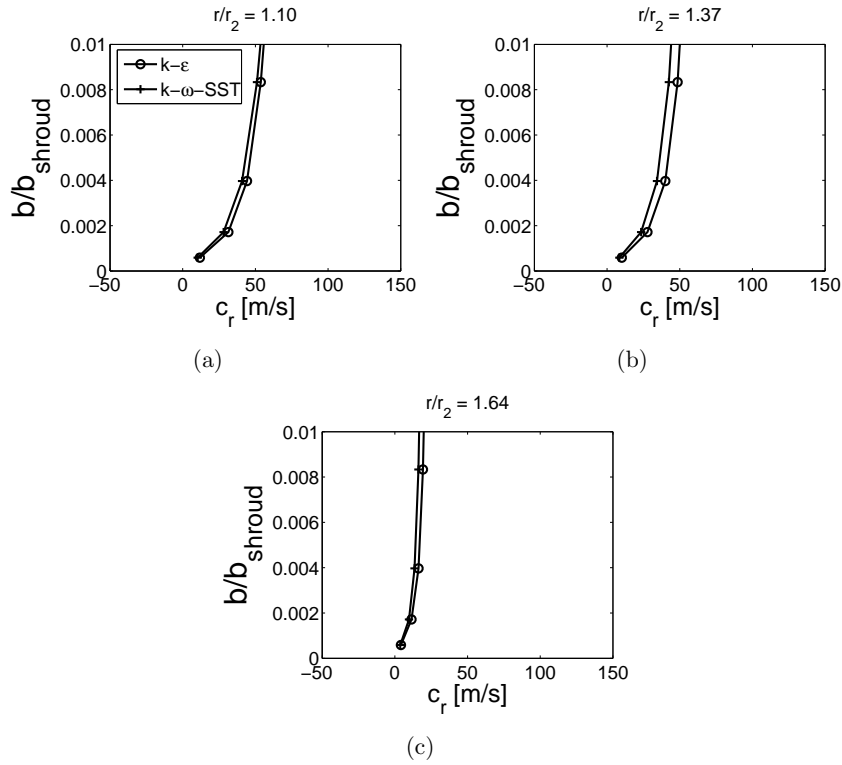 r/r2 = 1.10
0.01
0.008
0.006
0.004
0.002
0
b/bshroud
k−ε
k−ω−SST
−50 0 50 100 150
cr [m/s]
(a)
r/r2 = 1.37
0.01
0.008
0.006
0.004
0.002
0
b/bshroud
−50 0 50 100 150
cr [m/s]
(b)
r/r2 = 1.64
0.01
0.008
0.006
0.004
0.002
0
b/bshroud
−50 0 50 100 150
cr [m/s]
(c)